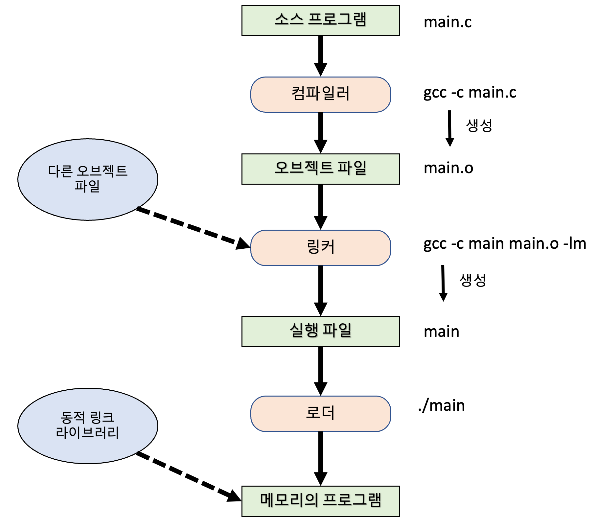 소스 프로그램 main.c
컴파일러 gcc -c main.c
생성
오브젝트 파일 main.o
다른 오브젝트
파일
링커 gcc -c main main.o -lm
생성
실행 파일 main
로더 ./main
동적 링크
라이브러리
메모리의 프로그램